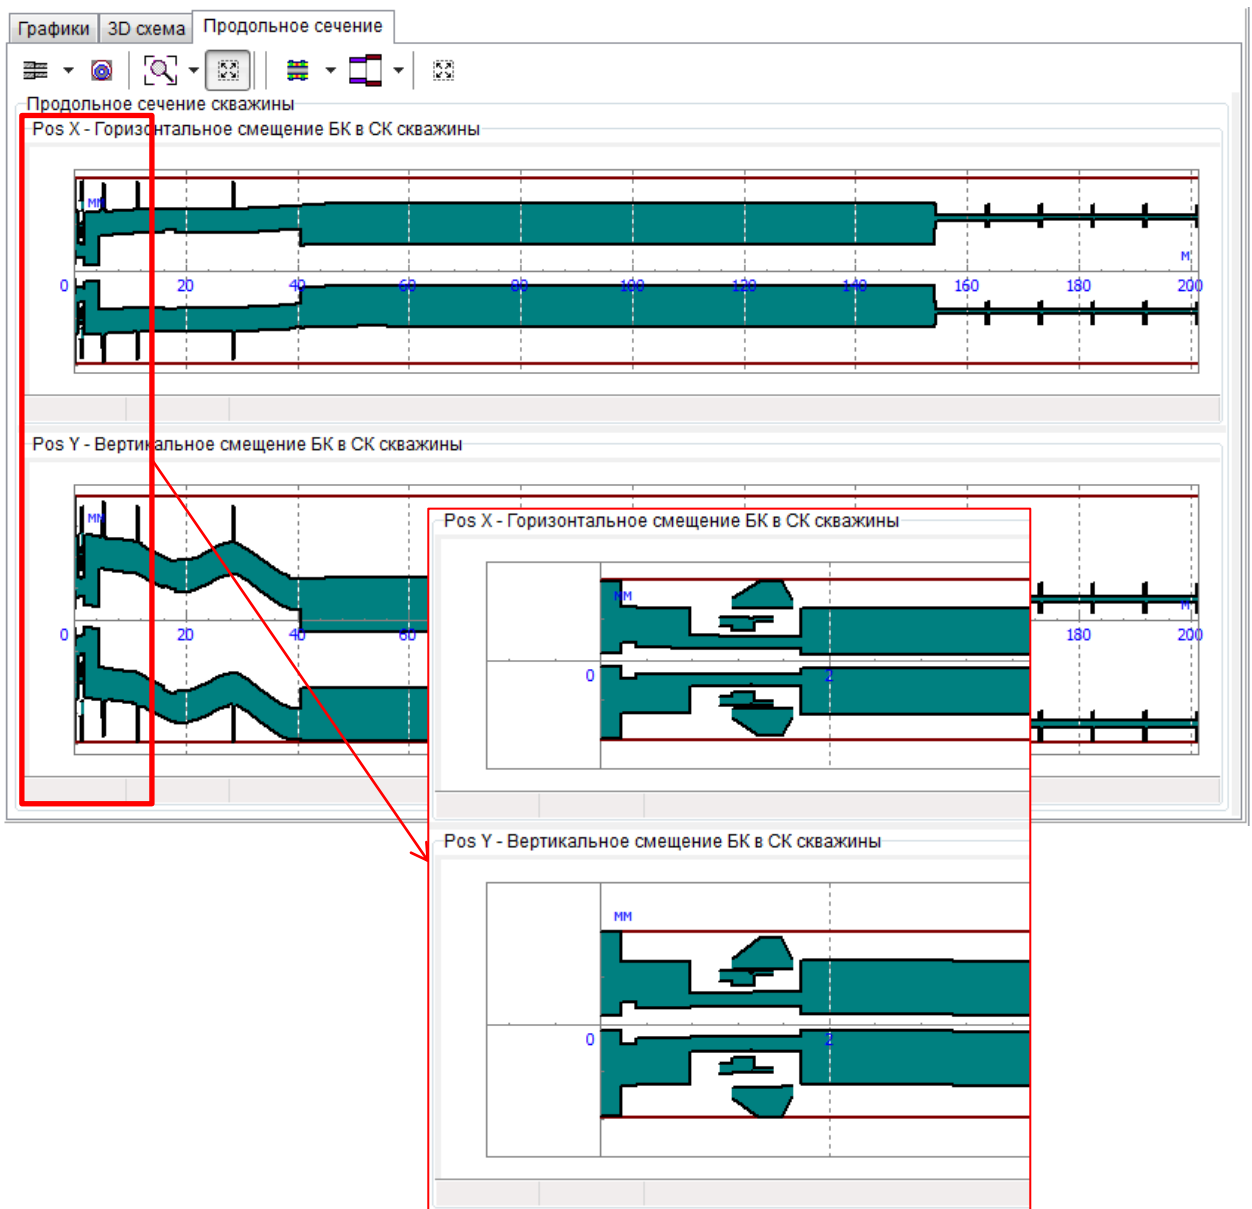 Графики 3D схема Продольное сечение
Продольное сечение скважины
Pos X - Горизонтальное смещение БК в СК скважины
мм
м
0 20 40 60 80 100 120 140 160 180 200
Pos Y - Вертикальное смещение БК в СК скважины
мм
м
0 20 40 60 180 200
Pos X - Горизонтальное смещение БК в СК скважины
мм
0 2
Pos Y - Вертикальное смещение БК в СК скважины
мм
0 2